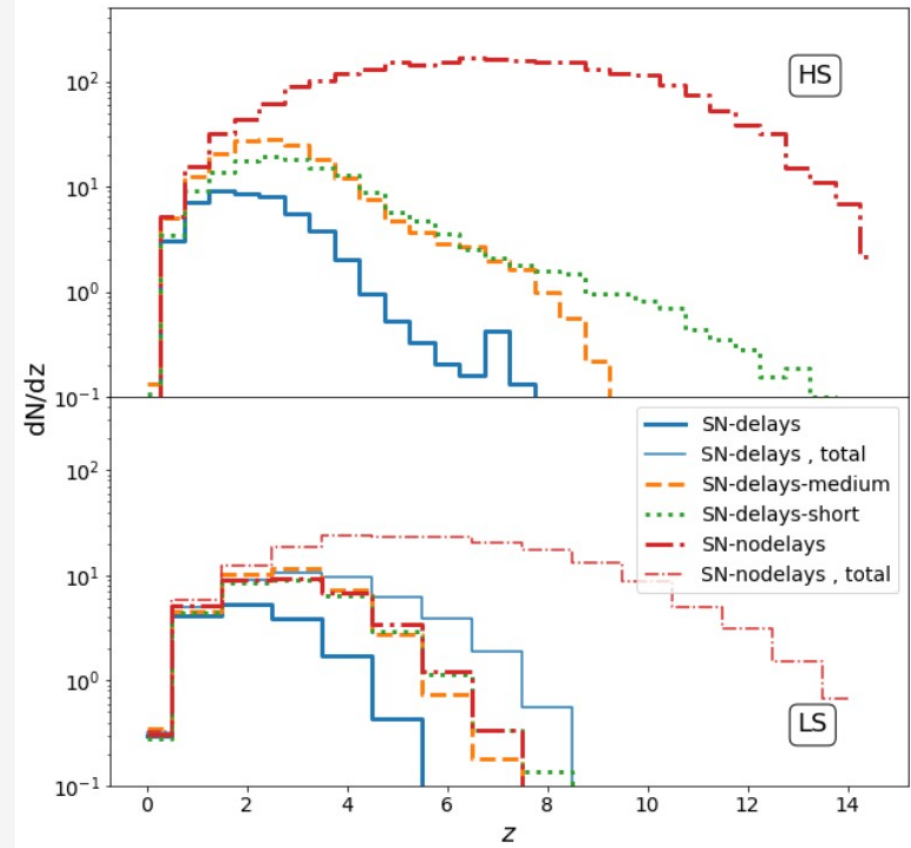 10²
10¹
10⁰
10⁻¹
HS
dN/dz
10²
10¹
10⁰
10⁻¹
SN-delays
SN-delays , total
SN-delays-medium
SN-delays-short
SN-nodelays
SN-nodelays , total
LS
0 2 4 6 8 10 12 14
z